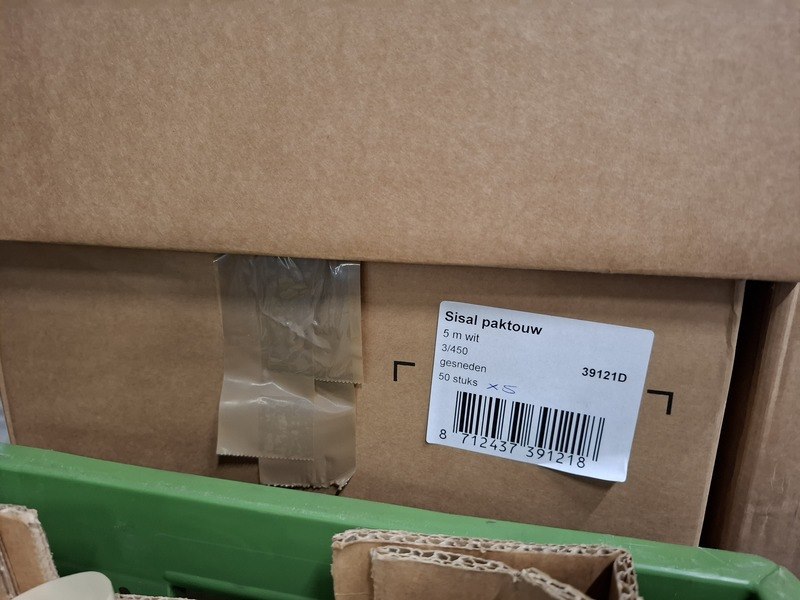 Sisal paktouw
5 m wit
3/450
gesneden
39121D
50 stuks x5
8 712437 391218